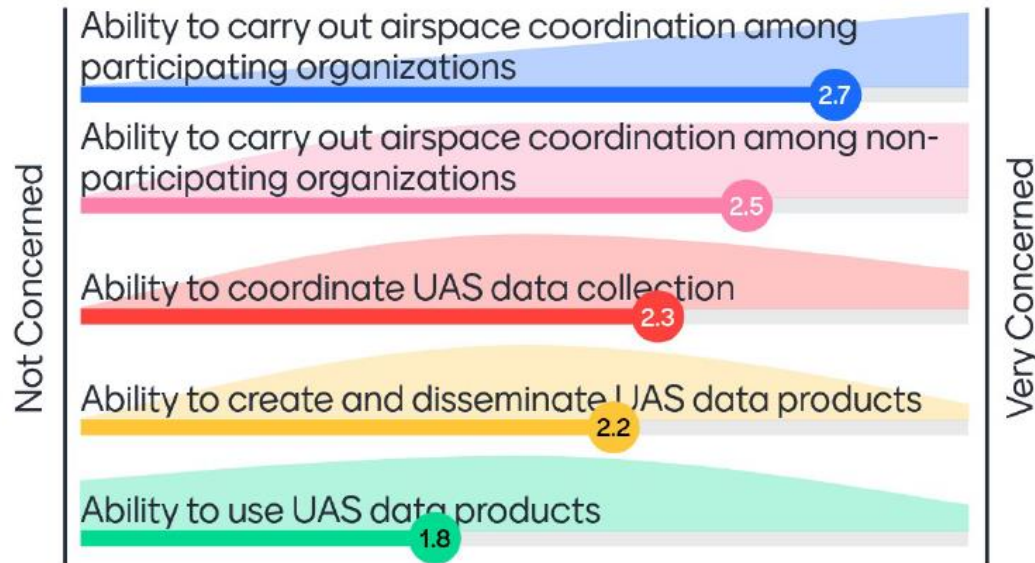 Not Concerned
Ability to carry out airspace coordination among
participating organizations
2.7
Ability to carry out airspace coordination among non-
participating organizations
2.5
Ability to coordinate UAS data collection
2.3
Ability to create and disseminate UAS data products
2.2
Ability to use UAS data products
1.8
Very Concerned